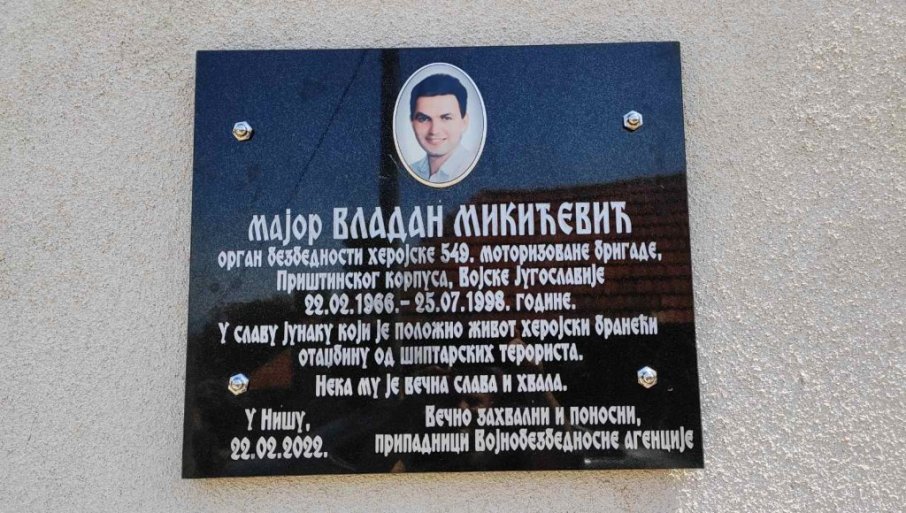 мајор ВЛАДАН МИКИЋЕВИЋ
орган безбедности херојске 549. моторизоване бригаде,
Приштинског корпуса, Војске Југославије
22.02.1966.- 25.07.1998. године.
У славу јунаку који је положио живот херојски бранећи
отаџбину од шиптарских терориста.
Нека му је вечна слава и хвала.
У Нишу,
22.02.2022.
Вечно захвални и поносни,
припадници Војнобезбедносне агенције